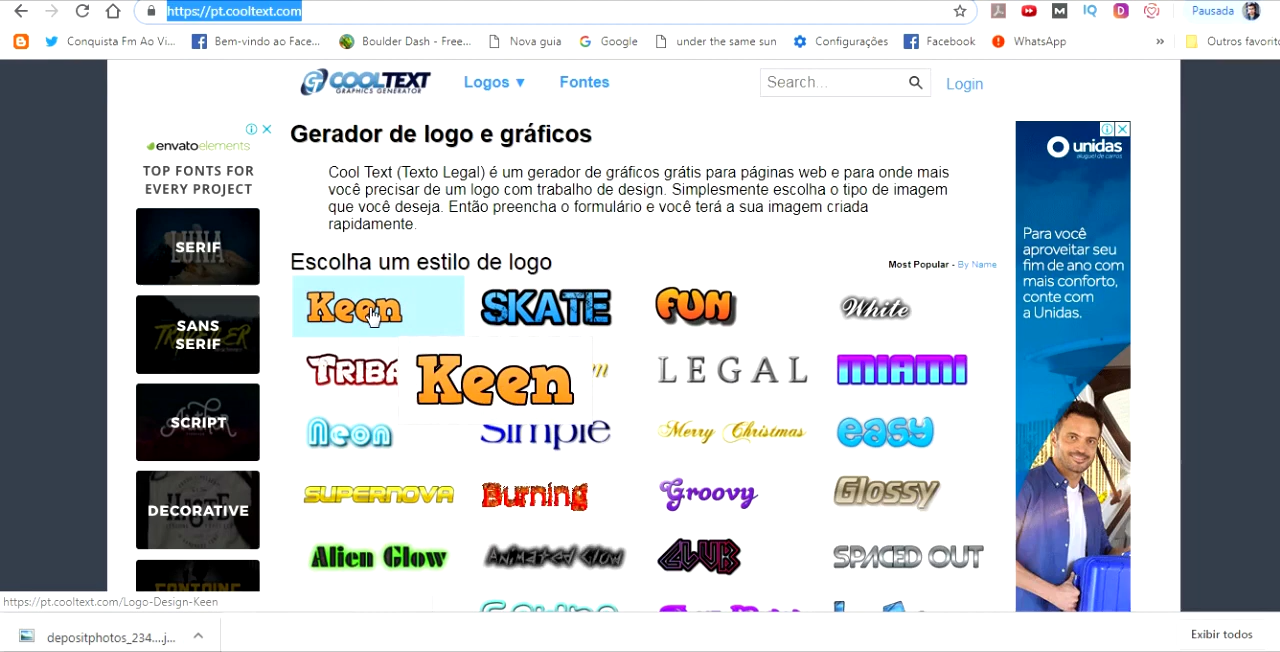 https://pt.cooltext.com
Pausada
Conquista Fm Ao Vi...
Bem-vindo ao Face...
Boulder Dash - Free...
Nova guia
Google
under the same sun
Configurações
Facebook
WhatsApp
»
Outros favorito
COOLTEXT
GRAPHICS GENERATOR
Logos ▼
Fontes
Search...
Login
envatoelements
TOP FONTS FOR
EVERY PROJECT
SERIF
SANS
SERIF
SCRIPT
DECORATIVE
Gerador de logo e gráficos
Cool Text (Texto Legal) é um gerador de gráficos grátis para páginas web e para onde mais
você precisar de um logo com trabalho de design. Simplesmente escolha o tipo de imagem
que você deseja. Então preencha o formulário e você terá a sua imagem criada
rapidamente.
Escolha um estilo de logo
Most Popular - By Name
Keen
SKATE
FUN
White
Keen
LEGAL
MIAMI
Neon
Simple
Merry Christmas
easy
SUPERNOVA
Burning
Groovy
Glossy
Alien Glow
Animated Glow
CLUB
SPACED OUT
unidas
aluguel de carros
Para você
aproveitar seu
fim de ano com
mais conforto,
conte com
a Unidas.
https://pt.cooltext.com/Logo-Design-Keen
depositphotos_234....j...
Exibir todos